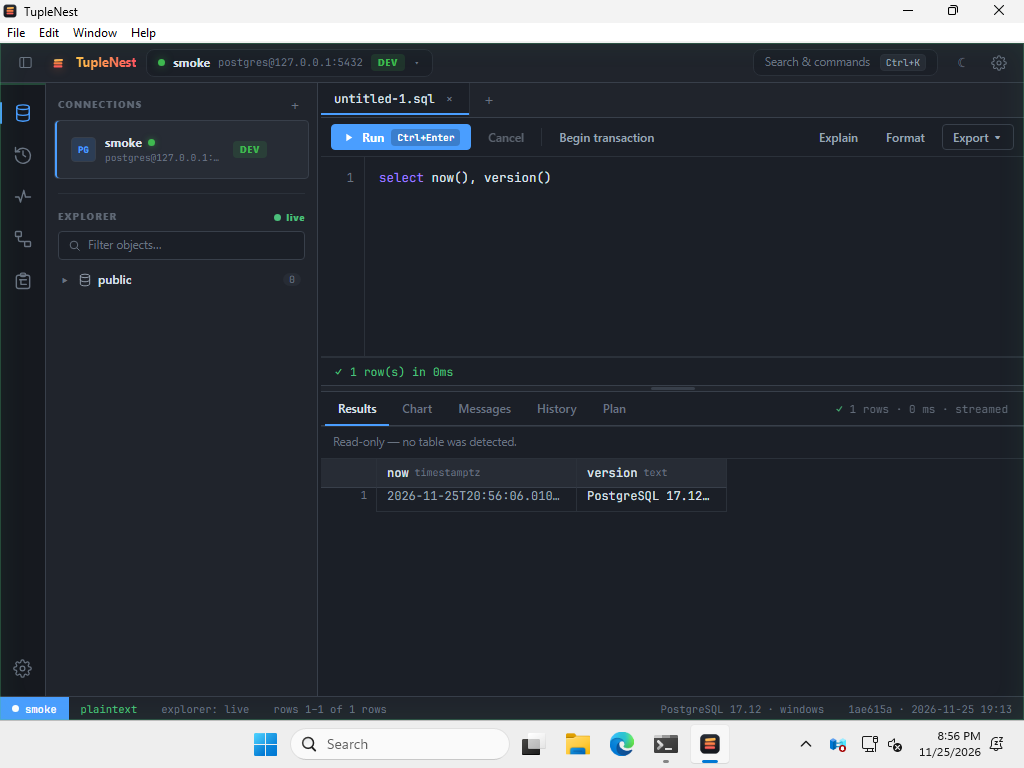 TupleNest
File Edit Window Help
TupleNest smoke postgres@127.0.0.1:5432 DEV Search & commands Ctrl+K
CONNECTIONS +
PG smoke DEV
postgres@127.0.0.1:…
EXPLORER live
Filter objects...
public 0
untitled-1.sql × +
Run Ctrl+Enter Cancel Begin transaction Explain Format Export
1 select now(), version()
✓ 1 row(s) in 0ms
Results Chart Messages History Plan ✓ 1 rows · 0 ms · streamed
Read-only — no table was detected.
now timestamptz version text
1 2026-11-25T20:56:06.010… PostgreSQL 17.12…
smoke plaintext explorer: live rows 1–1 of 1 rows PostgreSQL 17.12 · windows 1ae615a · 2026-11-25 19:13
Search
8:56 PM
11/25/2026